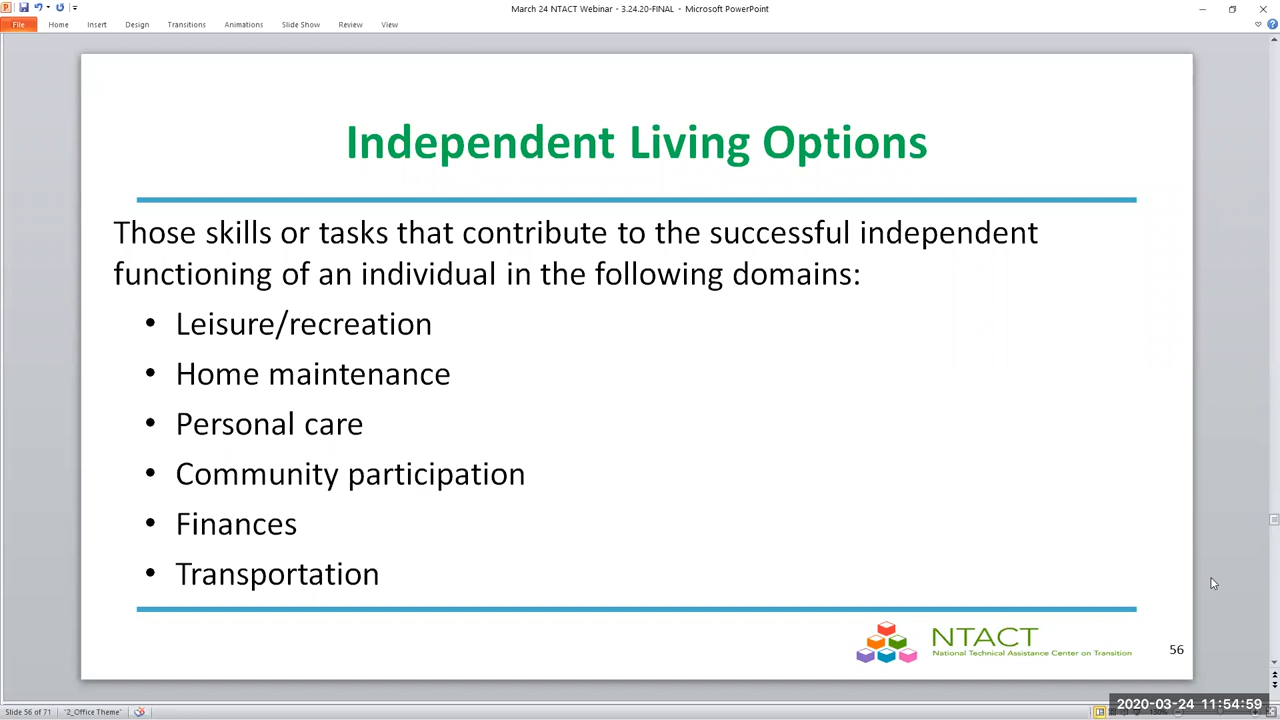 March 24 NTACT Webinar - 3.24.20-FINAL - Microsoft PowerPoint
File Home Insert Design Transitions Animations Slide Show Review View
Independent Living Options
Those skills or tasks that contribute to the successful independent
functioning of an individual in the following domains:
• Leisure/recreation
• Home maintenance
• Personal care
• Community participation
• Finances
• Transportation
NTACT
National Technical Assistance Center on Transition
56
Slide 56 of 71 "2_Office Theme"
2020-03-24 11:54:59